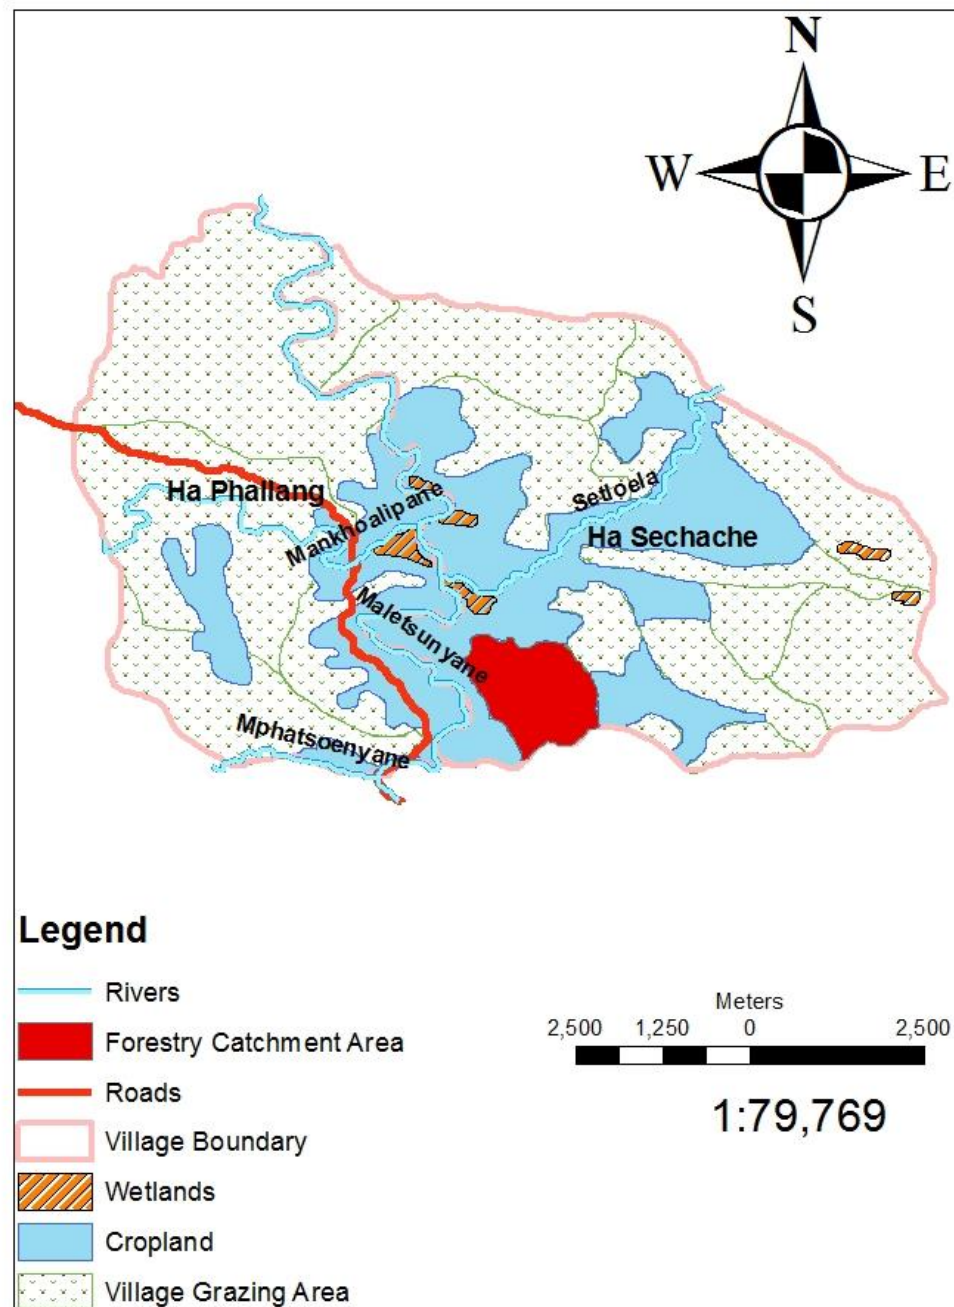 N
W
E
S
Ha Phallang
Mankhoalipane
Setloela
Ha Sechache
Maletsunyane
Mphatsoenyane
Legend
Rivers
Forestry Catchment Area
Roads
Village Boundary
Wetlands
Cropland
Village Grazing Area
Meters
2,500 1,250 0 2,500
1:79,769